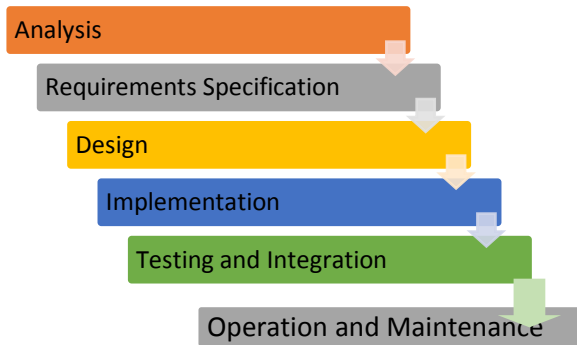 Analysis
Requirements Specification
Design
Implementation
Testing and Integration
Operation and Maintenance